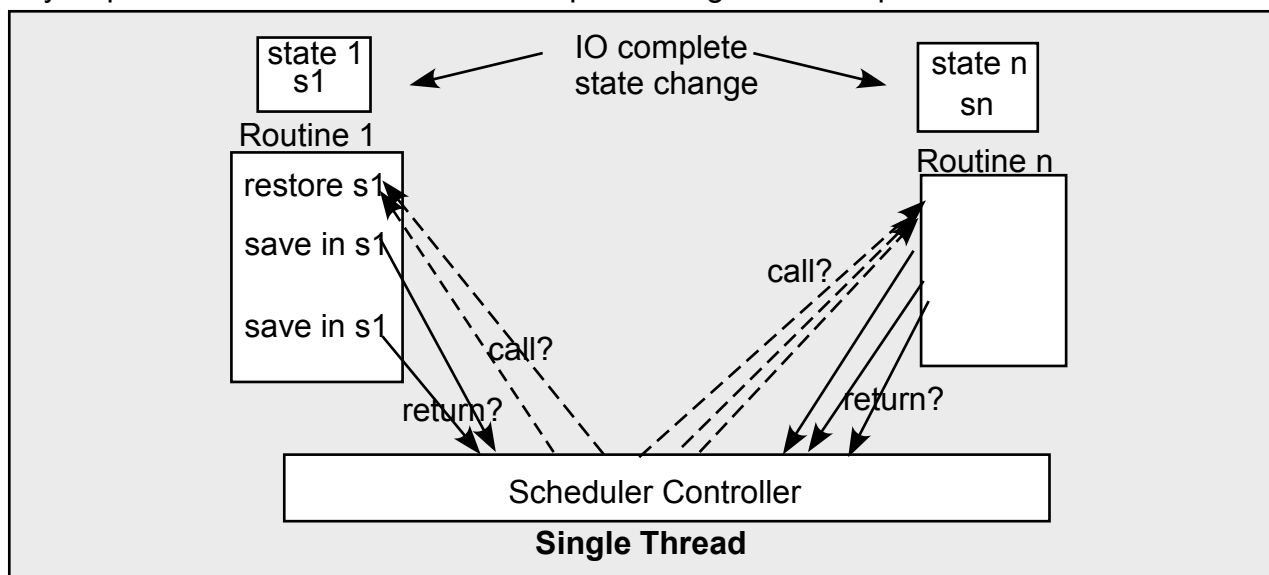 state 1
s1
IO complete
state change
state n
sn
Routine 1
Routine n
restore s1
save in s1
save in s1
call?
call?
return?
return?
Scheduler Controller
Single Thread